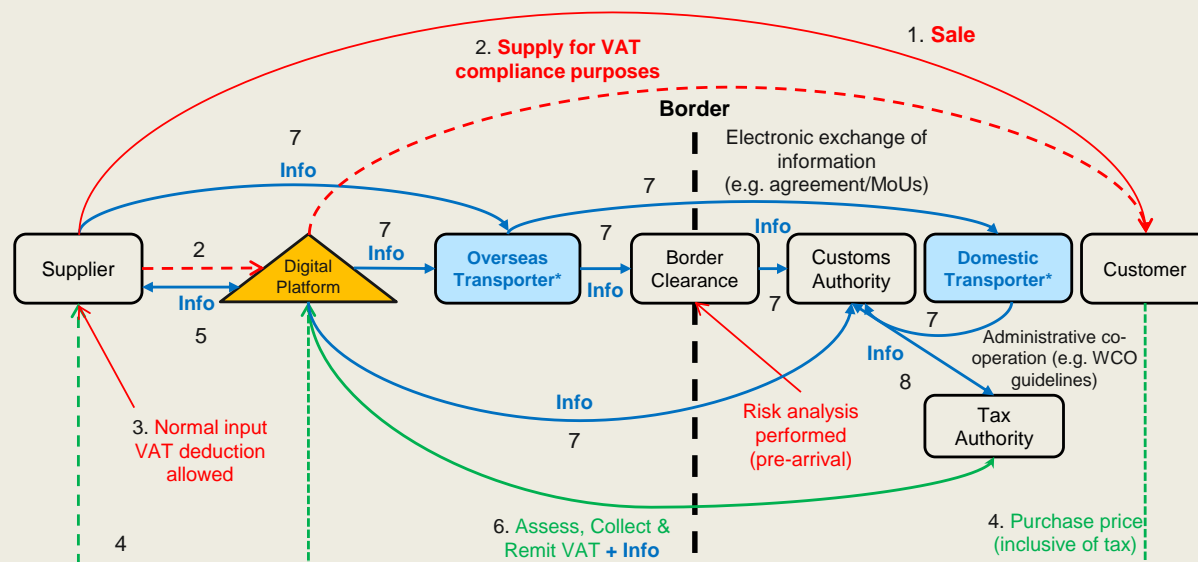 1. Sale
2. Supply for VAT
compliance purposes
Border
7
Info
Electronic exchange of
information
(e.g. agreement/MoUs)
7
Info
Supplier
2
Info
5
Digital
Platform
7
Info
Overseas
Transporter*
7
Info
Border
Clearance
7
Customs
Authority
Domestic
Transporter*
7
Customer
Info
8
Administrative co-
operation (e.g. WCO
guidelines)
Info
7
Risk analysis
performed
(pre-arrival)
Tax
Authority
3. Normal input
VAT deduction
allowed
4
6. Assess, Collect &
Remit VAT + Info
4. Purchase price
(inclusive of tax)